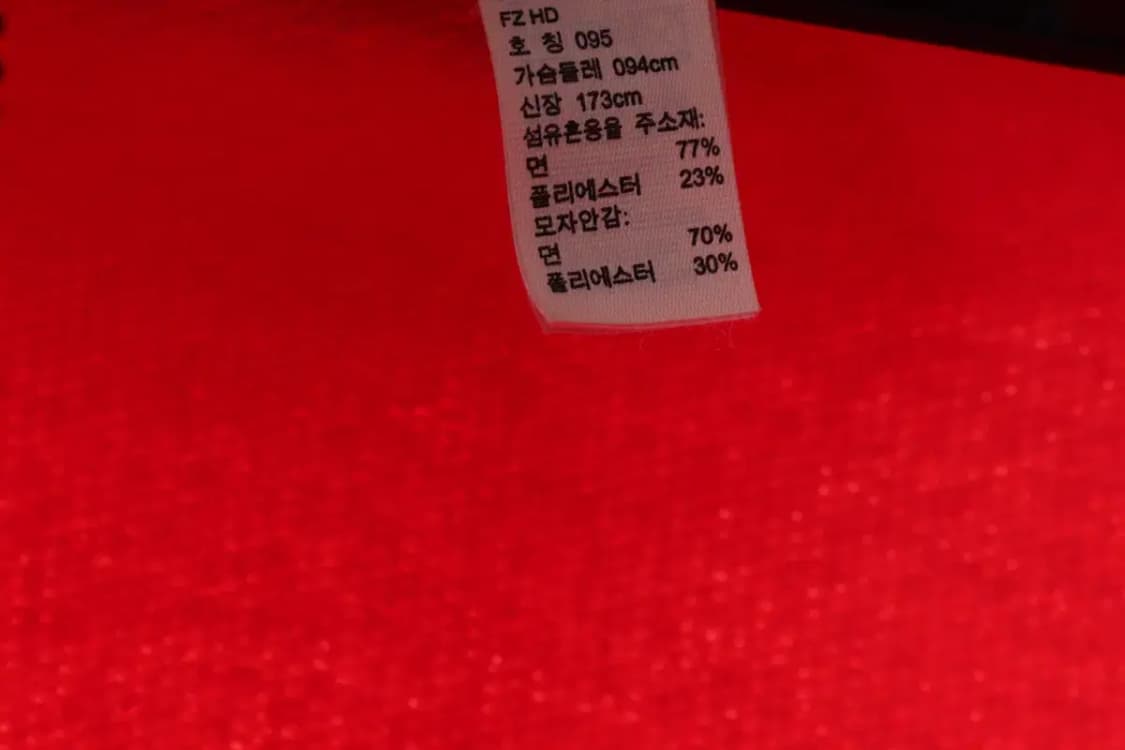 FZ HD
호 칭 095
가슴둘레 094cm
신장 173cm
섬유혼용율 주소재:
면 77%
폴리에스터 23%
모자안감:
면 70%
폴리에스터 30%